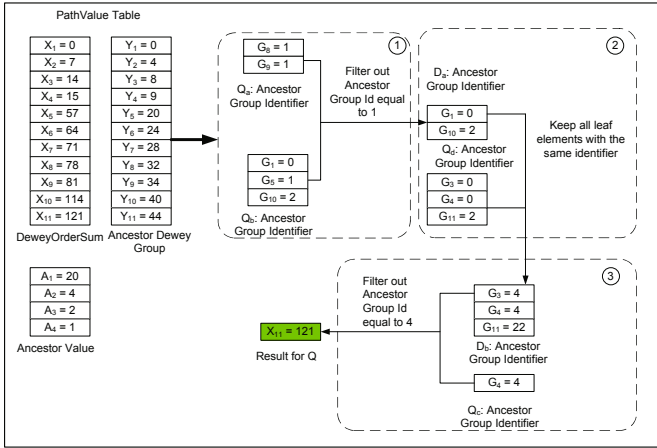 PathValue Table
X1 = 0
X2 = 7
X3 = 14
X4 = 15
X5 = 57
X6 = 64
X7 = 71
X8 = 78
X9 = 81
X10 = 114
X11 = 121
DeweyOrderSum
Y1 = 0
Y2 = 4
Y3 = 8
Y4 = 9
Y5 = 20
Y6 = 24
Y7 = 28
Y8 = 32
Y9 = 34
Y10 = 40
Y11 = 44
Ancestor Dewey
Group
A1 = 20
A2 = 4
A3 = 2
A4 = 1
Ancestor Value
1
G8 = 1
G9 = 1
Qa: Ancestor
Group Identifier
Filter out
Ancestor
Group Id equal
to 1
G1 = 0
G5 = 1
G10 = 2
Qb: Ancestor
Group Identifier
2
Da: Ancestor
Group Identifier
G1 = 0
G10 = 2
Qd: Ancestor
Group Identifier
G3 = 0
G4 = 0
G11 = 2
Keep all leaf
elements with the
same identifier
3
Filter out
Ancestor
Group Id
equal to 4
G3 = 4
G4 = 4
G11 = 22
Db: Ancestor
Group Identifier
G4 = 4
Qc: Ancestor
Group Identifier
X11 = 121
Result for Q